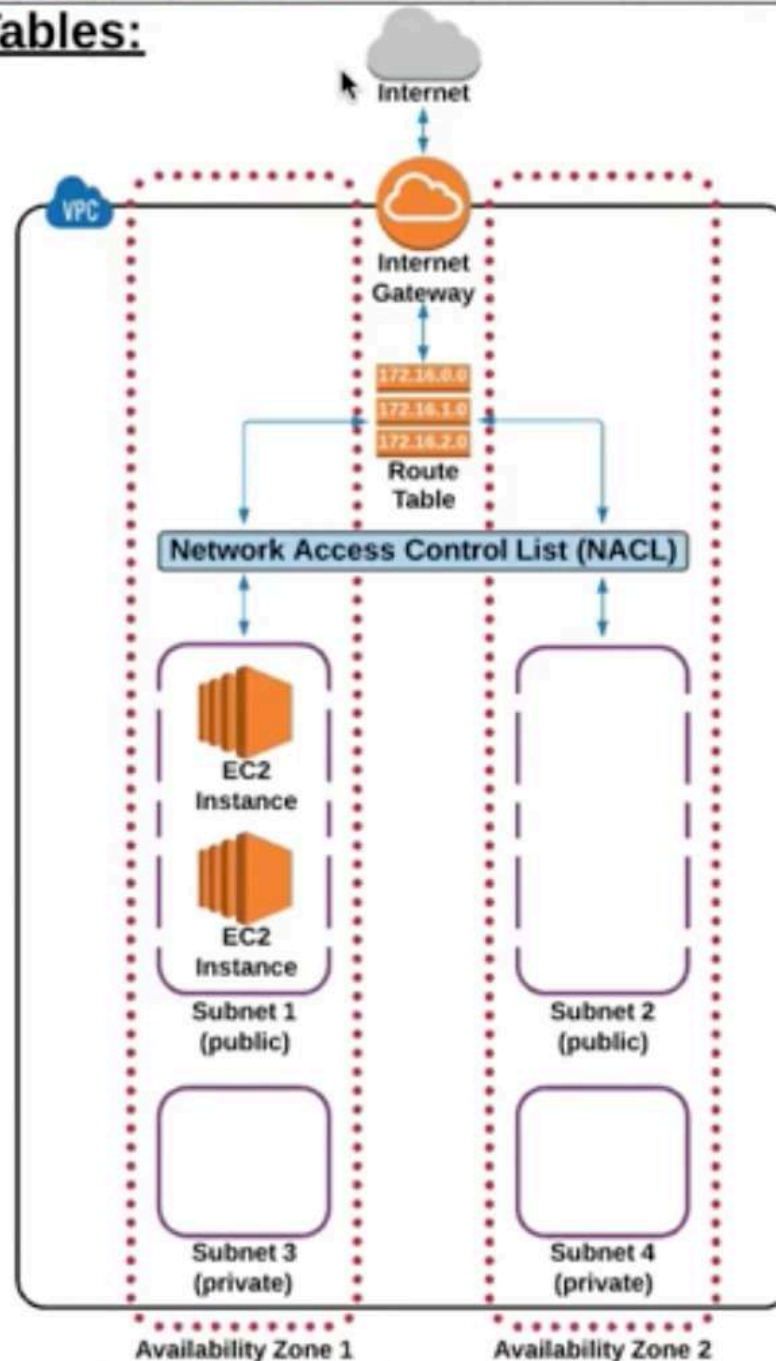 ables:
Internet
VPC
Internet
Gateway
172.16.0.0
172.16.1.0
172.16.2.0
Route
Table
Network Access Control List (NACL)
EC2
Instance
EC2
Instance
Subnet 1
(public)
Subnet 2
(public)
Subnet 3
(private)
Subnet 4
(private)
Availability Zone 1
Availability Zone 2